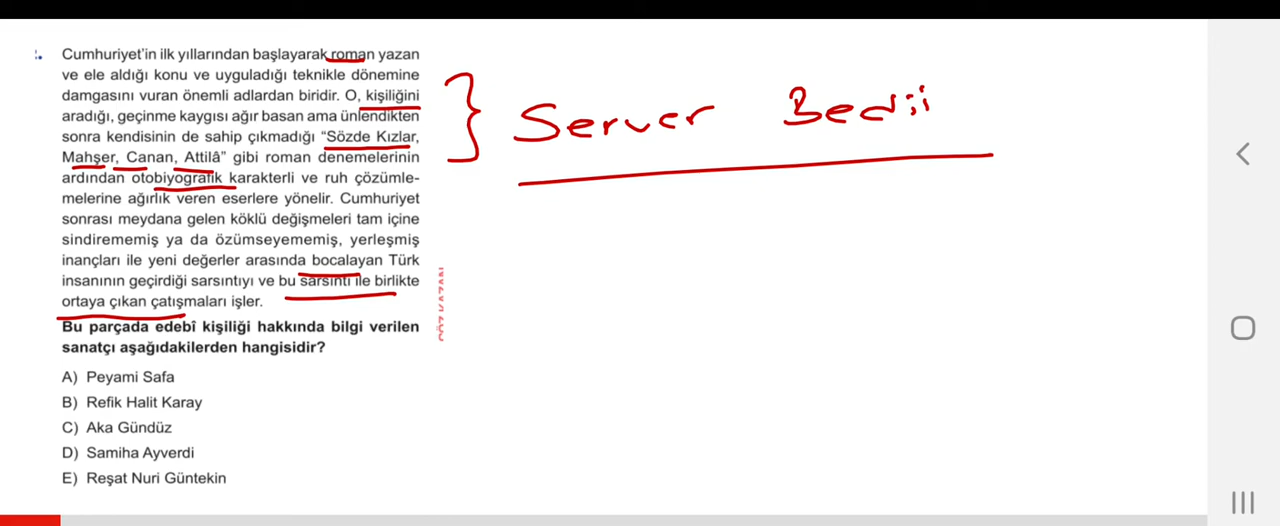 Cumhuriyet'in ilk yıllarından başlayarak roman yazan
ve ele aldığı konu ve uyguladığı teknikle dönemine
damgasını vuran önemli adlardan biridir. O, kişiliğini
aradığı, geçinme kaygısı ağır basan ama ünlendikten
sonra kendisinin de sahip çıkmadığı “Sözde Kızlar,
Mahşer, Canan, Attilâ” gibi roman denemelerinin
ardından otobiyografik karakterli ve ruh çözümle-
melerine ağırlık veren eserlere yönelir. Cumhuriyet
sonrası meydana gelen köklü değişmeleri tam içine
sindirememiş ya da özümseyememiş, yerleşmiş
inançları ile yeni değerler arasında bocalayan Türk
insanının geçirdiği sarsıntıyı ve bu sarsıntı ile birlikte
ortaya çıkan çatışmaları işler.
Bu parçada edebî kişiliği hakkında bilgi verilen
sanatçı aşağıdakilerden hangisidir?
A) Peyami Safa
B) Refik Halit Karay
C) Aka Gündüz
D) Samiha Ayverdi
E) Reşat Nuri Güntekin
Server Bedii